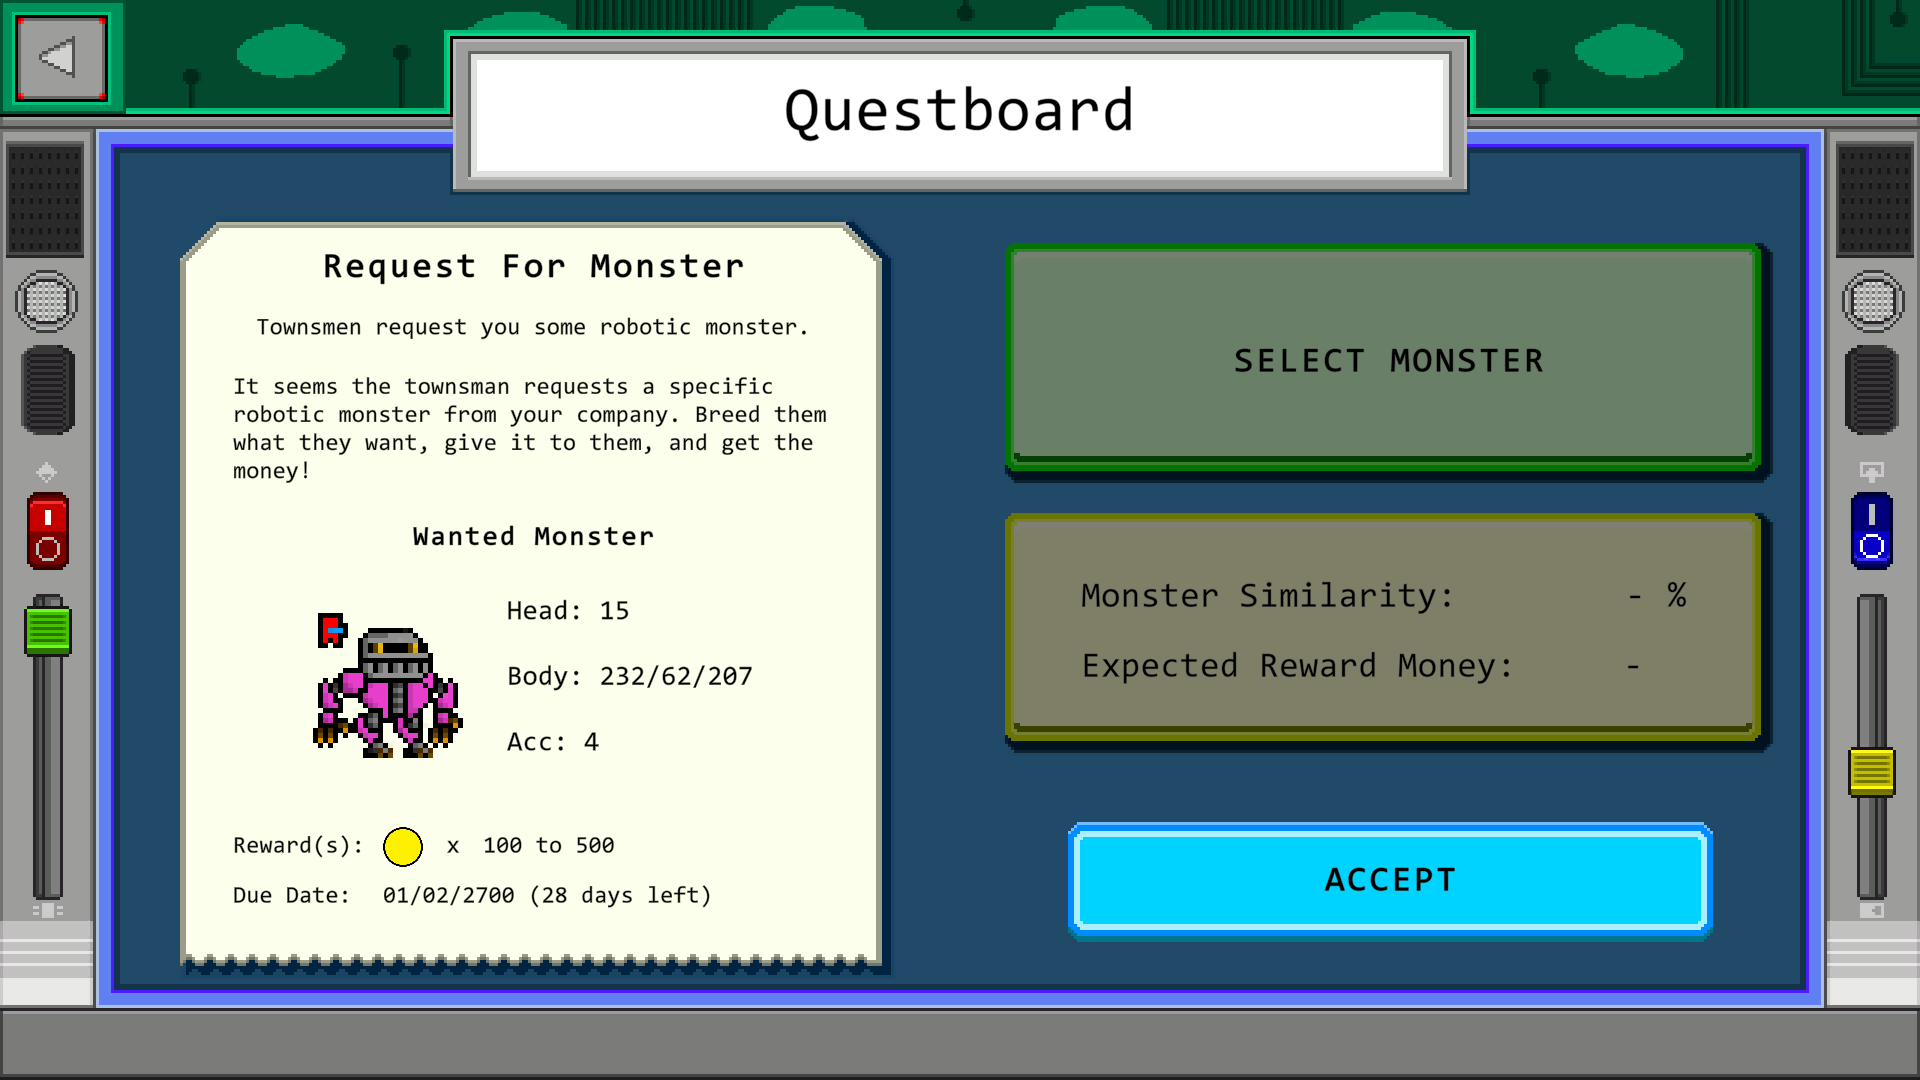 Questboard
Request For Monster
Townsmen request you some robotic monster.
It seems the townsman requests a specific
robotic monster from your company. Breed them
what they want, give it to them, and get the
money!
Wanted Monster
Head: 15
Body: 232/62/207
Acc: 4
Reward(s): x 100 to 500
Due Date: 01/02/2700 (28 days left)
SELECT MONSTER
Monster Similarity: - %
Expected Reward Money: -
ACCEPT